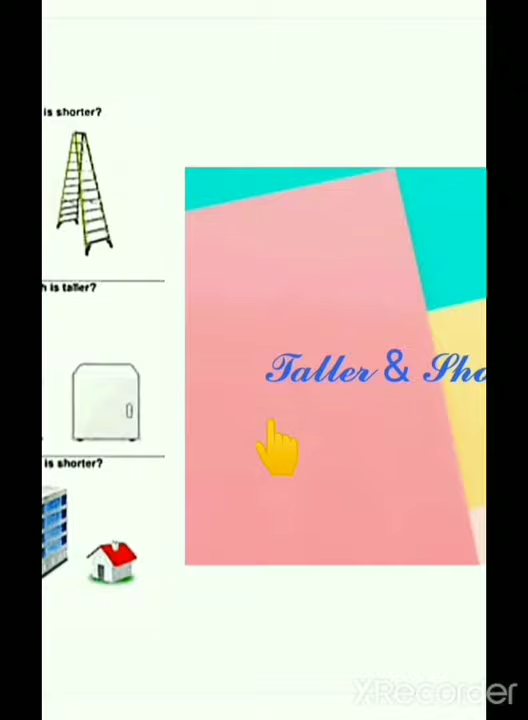 is shorter?
h is taller?
is shorter?
Taller & Sho
XRecorder